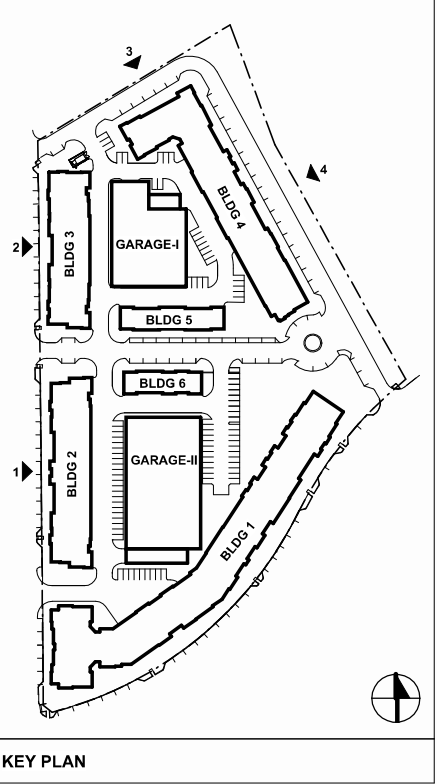 3
4
BLDG 4
2
BLDG 3
GARAGE-I
BLDG 5
BLDG 6
1
BLDG 2
GARAGE-II
BLDG 1
KEY PLAN